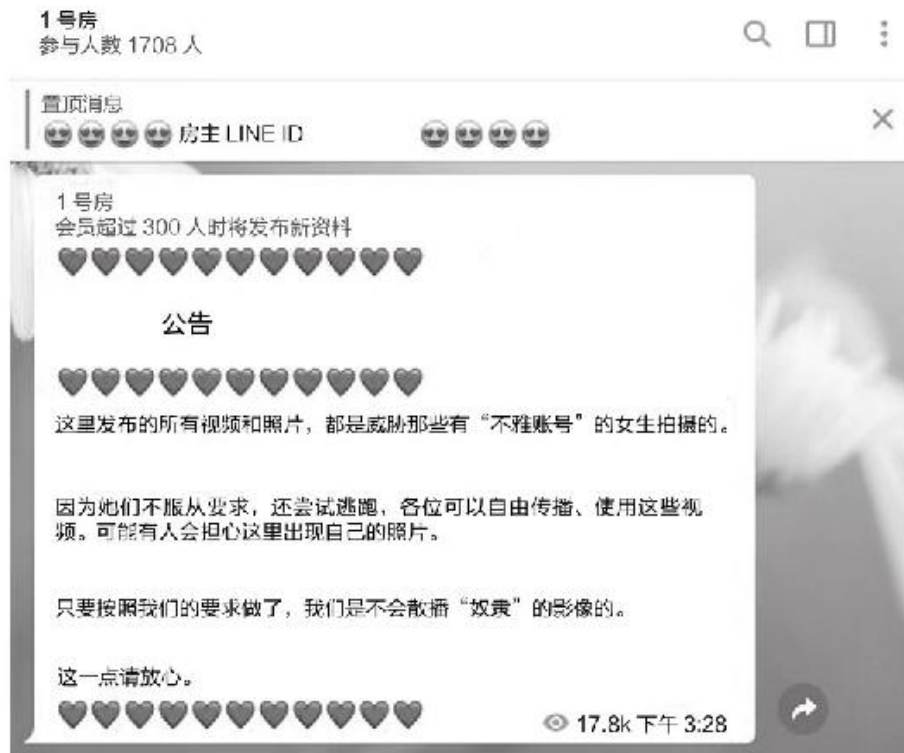 1号房
参与人数 1708 人
置顶消息
房主 LINE ID
1号房
会员超过 300 人时将发布新资料
公告
这里发布的所有视频和照片，都是威胁那些有“不雅账号”的女生拍摄的。
因为她们不服从要求，还尝试逃跑，各位可以自由传播、使用这些视
频。可能有人会担心这里出现自己的照片。
只要按照我们的要求做了，我们是不会散播“奴隶”的影像的。
这一点请放心。
17.8k 下午 3:28